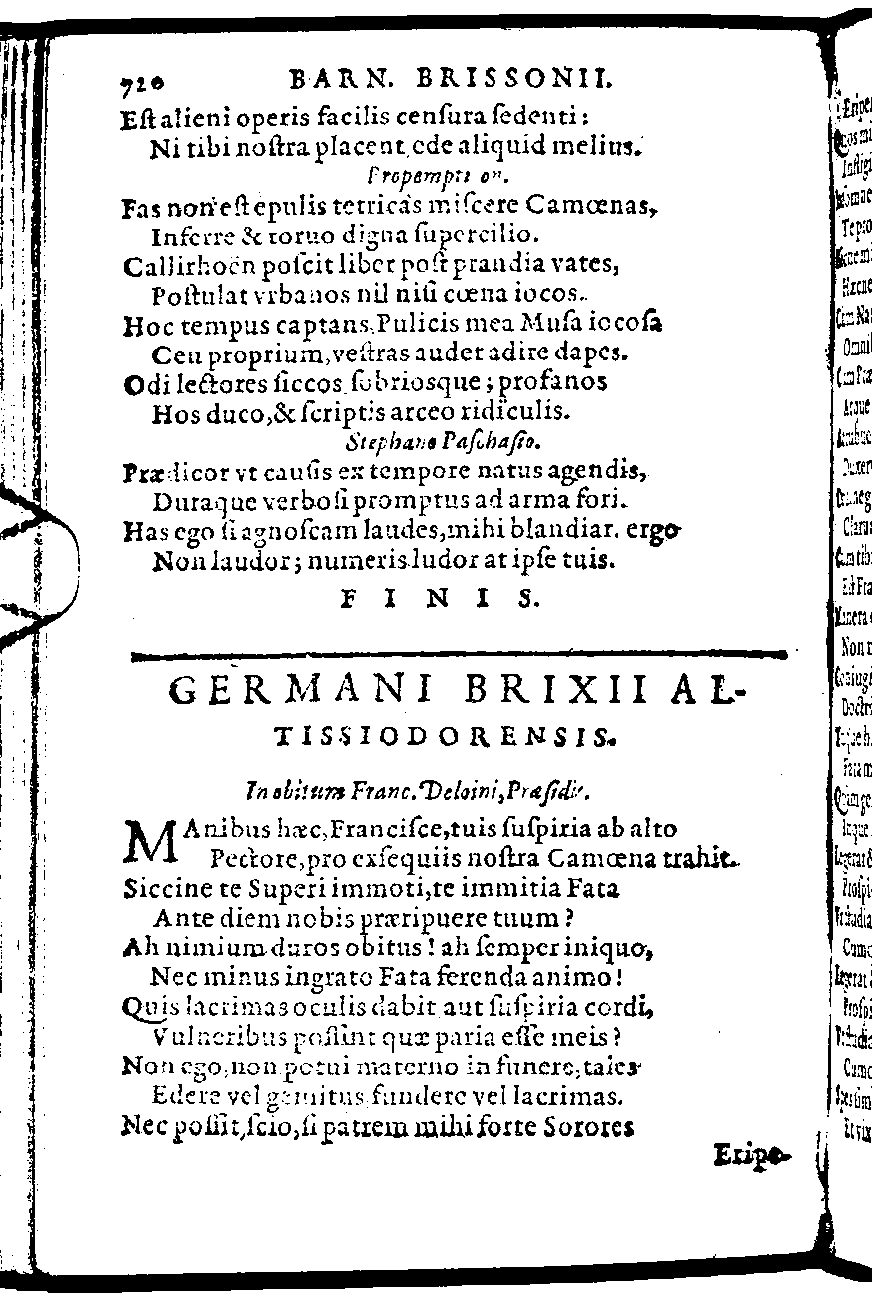 720 BARN. BRISSONII.
Est alieni operis facilis censura sedenti:
Ni tibi nostra placent, ede aliquid melius.
Propempticon.
Fas non est epulis tetricas miscere Camœnas,
Inferre & toruo digna supercilio.
Callirhoën poscit liber post prandia vates,
Postulat vrbanos nil nisi cœna iocos.
Hoc tempus captans, Pulicis mea Musa iocosa
Ceu proprium, vestras audet adire dapes.
Odi lectores siccos, sobriosque; profanos
Hos duco, & scriptis arceo ridiculis.
Stephano Paschasio.
Prædicor vt causis ex tempore natus agendis,
Duraque verbosi promptus ad arma fori.
Has ego si agnoscam laudes, mihi blandiar. ergo
Non laudor; numeris ludor at ipse tuis.
FINIS.
GERMANI BRIXII AL-
TISSIODORENSIS.
In obitum Franc. Deloini, Præsidis.
MAnibus hæc, Francisce, tuis suspiria ab alto
Pectore, pro exsequiis nostra Camœna trahit.
Siccine te Superi immoti, te immitia Fata
Ante diem nobis præripuere tuum?
Ah nimium duros obitus! ah semper iniquo,
Nec minus ingrato Fata ferenda animo!
Quis lacrimas oculis dabit, aut suspiria cordi,
Vulneribus possint quæ paria esse meis?
Non ego, non potui materno in funere, tales
Edere vel gemitus, fundere vel lacrimas.
Nec possit, scio, si patrem mihi forte Sorores
Eripe-